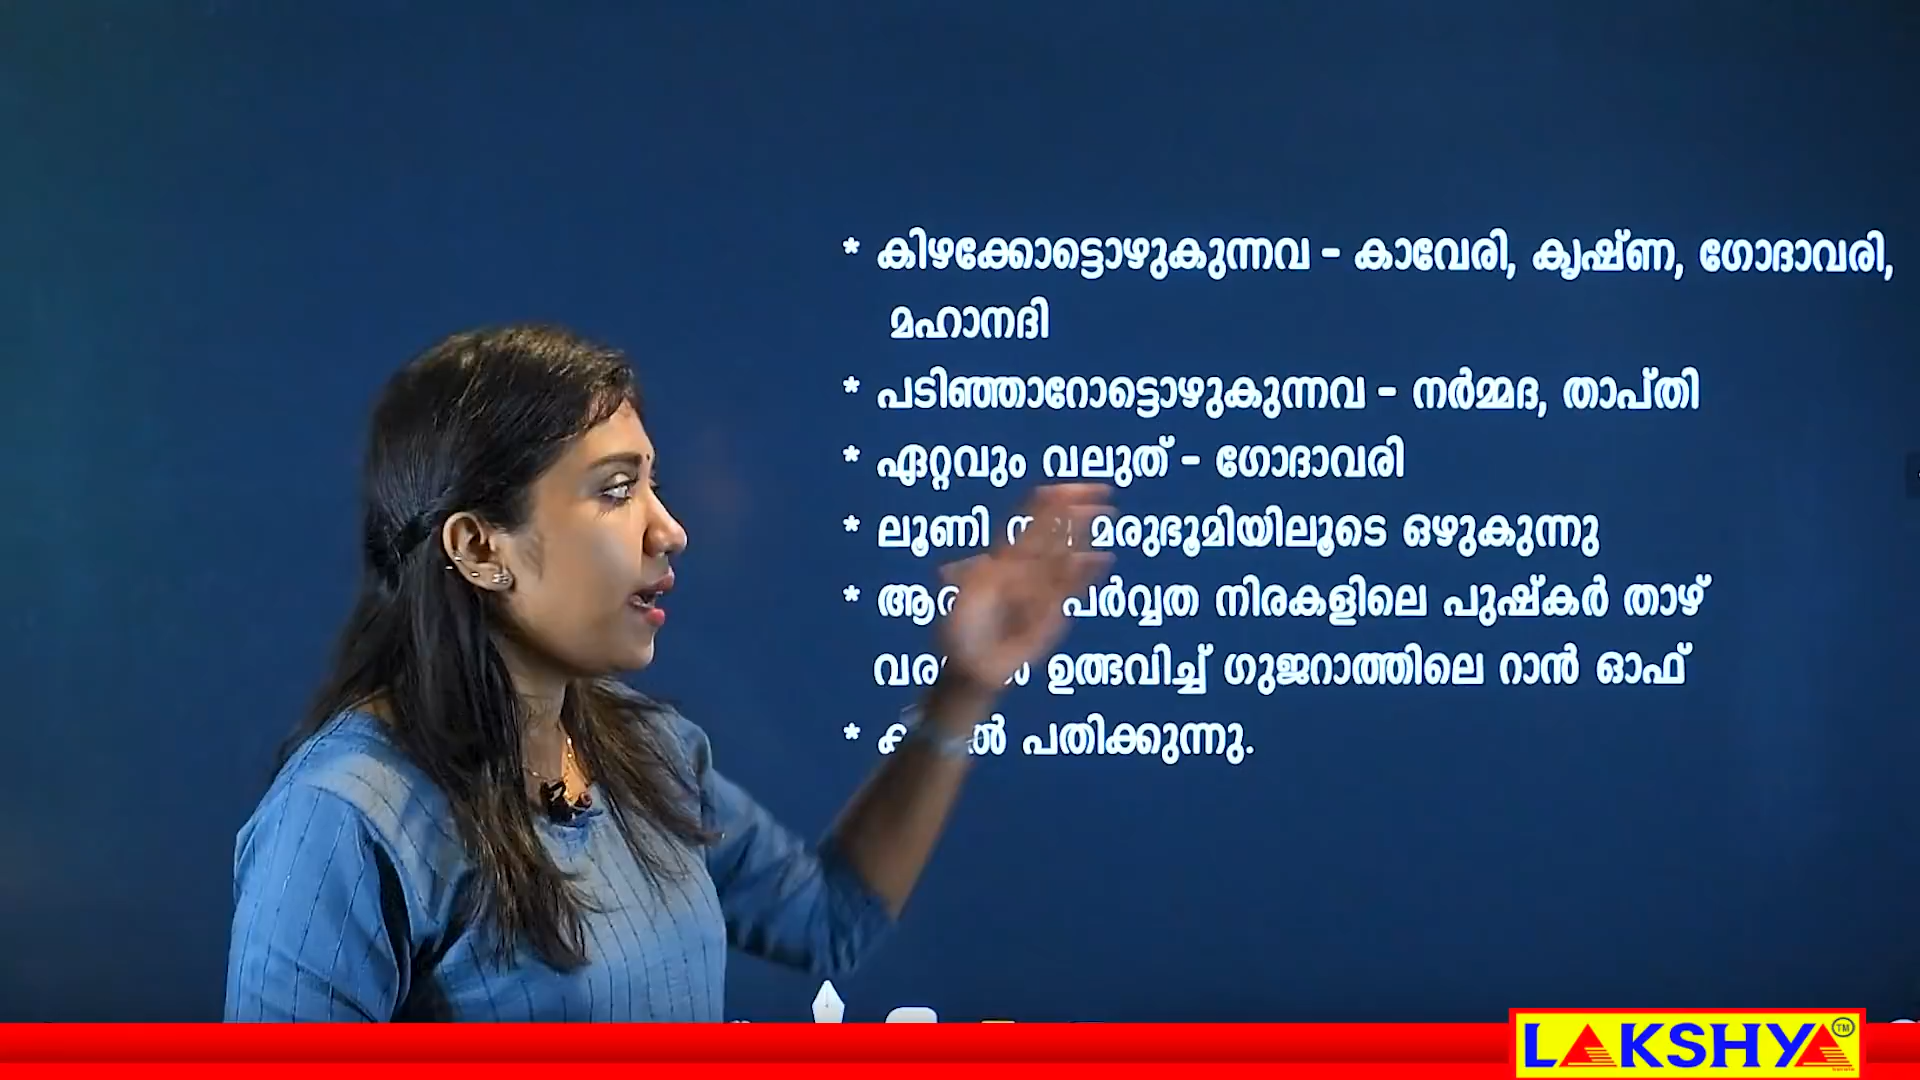 * കിഴക്കോട്ടൊഴുകുന്നവ - കാവേരി, കൃഷ്ണ, ഗോദാവരി,
മഹാനദി
* പടിഞ്ഞാറോട്ടൊഴുകുന്നവ - നർമ്മദ, താപ്തി
* ഏറ്റവും വലുത് - ഗോദാവരി
* ലൂണി മരുഭൂമിയിലൂടെ ഒഴുകുന്നു
* പർവ്വത നിരകളിലെ പുഷ്കർ താഴ്
ഉത്ഭവിച്ച് ഗുജറാത്തിലെ റാൻ ഓഫ്
* പതിക്കുന്നു.
LAKSHYA TM